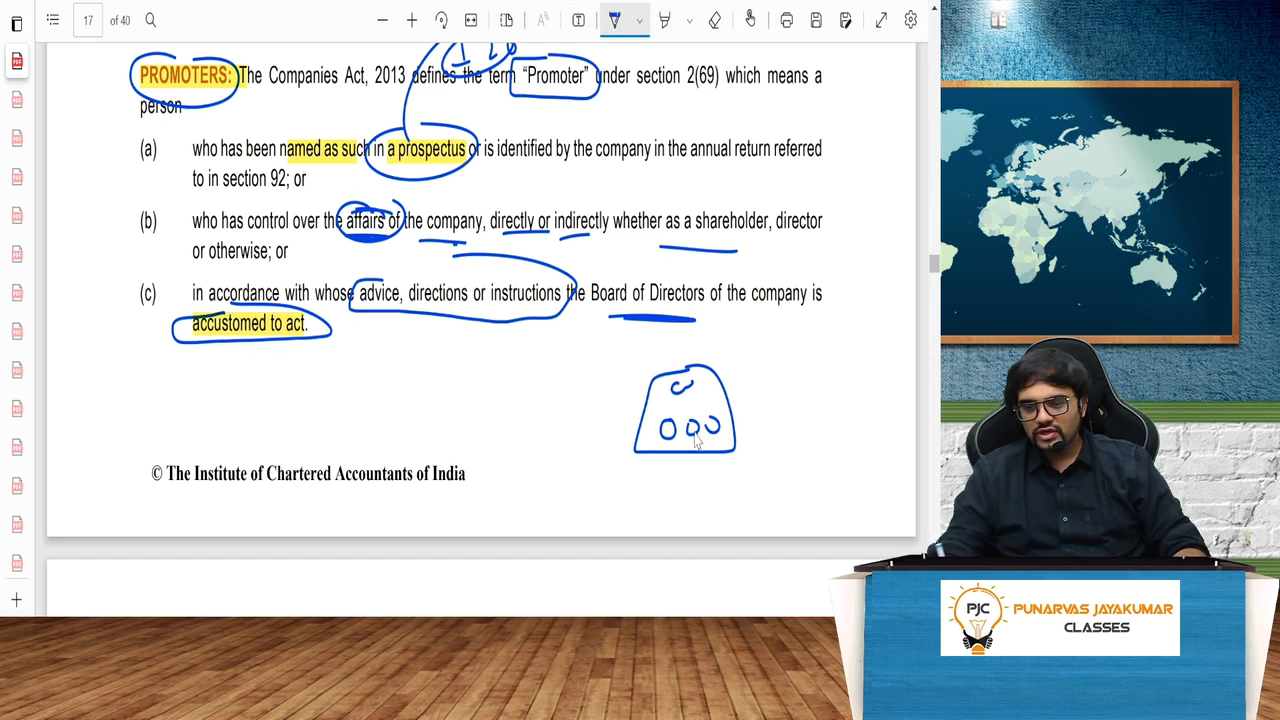 17 of 40
PROMOTERS: The Companies Act, 2013 defines the term “Promoter” under section 2(69) which means a
person
(a) who has been named as such in a prospectus or is identified by the company in the annual return referred
to in section 92; or
(b) who has control over the affairs of the company, directly or indirectly whether as a shareholder, director
or otherwise; or
(c) in accordance with whose advice, directions or instructions the Board of Directors of the company is
accustomed to act.
© The Institute of Chartered Accountants of India
PJC PUNARVAS JAYAKUMAR
CLASSES